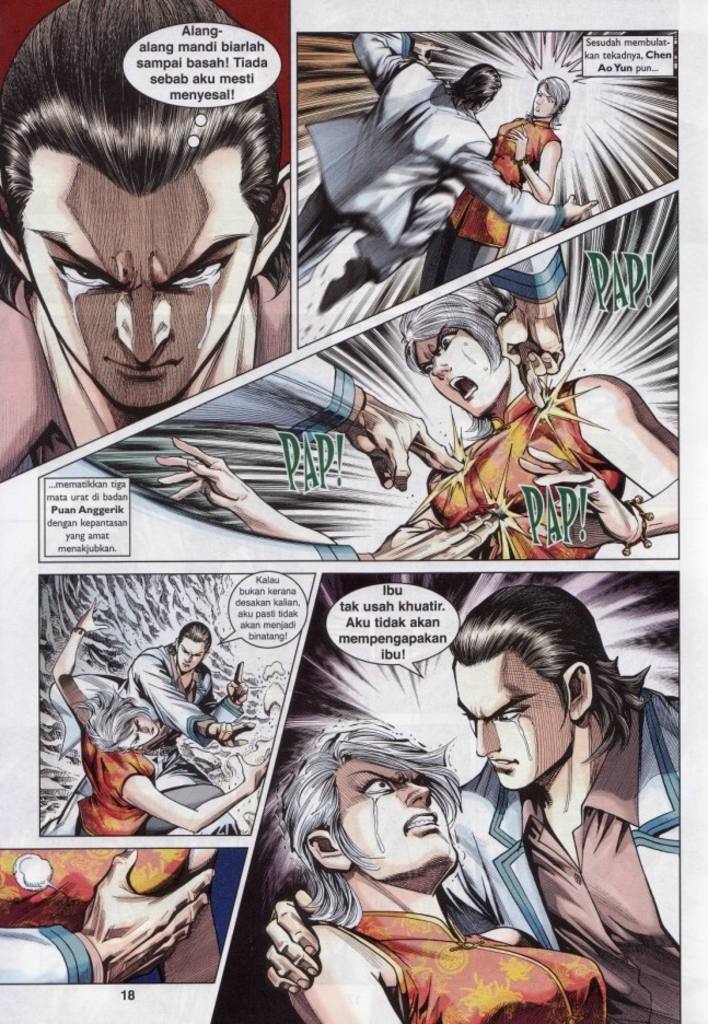 Alang-
alang mandi biarlah
sampai basah! Tiada
sebab aku mesti
menyesal!
Sesudah membulat-
kan tekadnya, Chen
Ao Yun pun...
PAP!
PAP!
PAP!
...mematikkan tiga
mata urat di badan
Puan Anggerik
dengan kepantasan
yang amat
menakjubkan.
Kalau
bukan kerana
desakan kalian,
aku pasti tidak
akan menjadi
binatang!
Ibu
tak usah khuatir.
Aku tidak akan
mempengapakan
ibu!
18